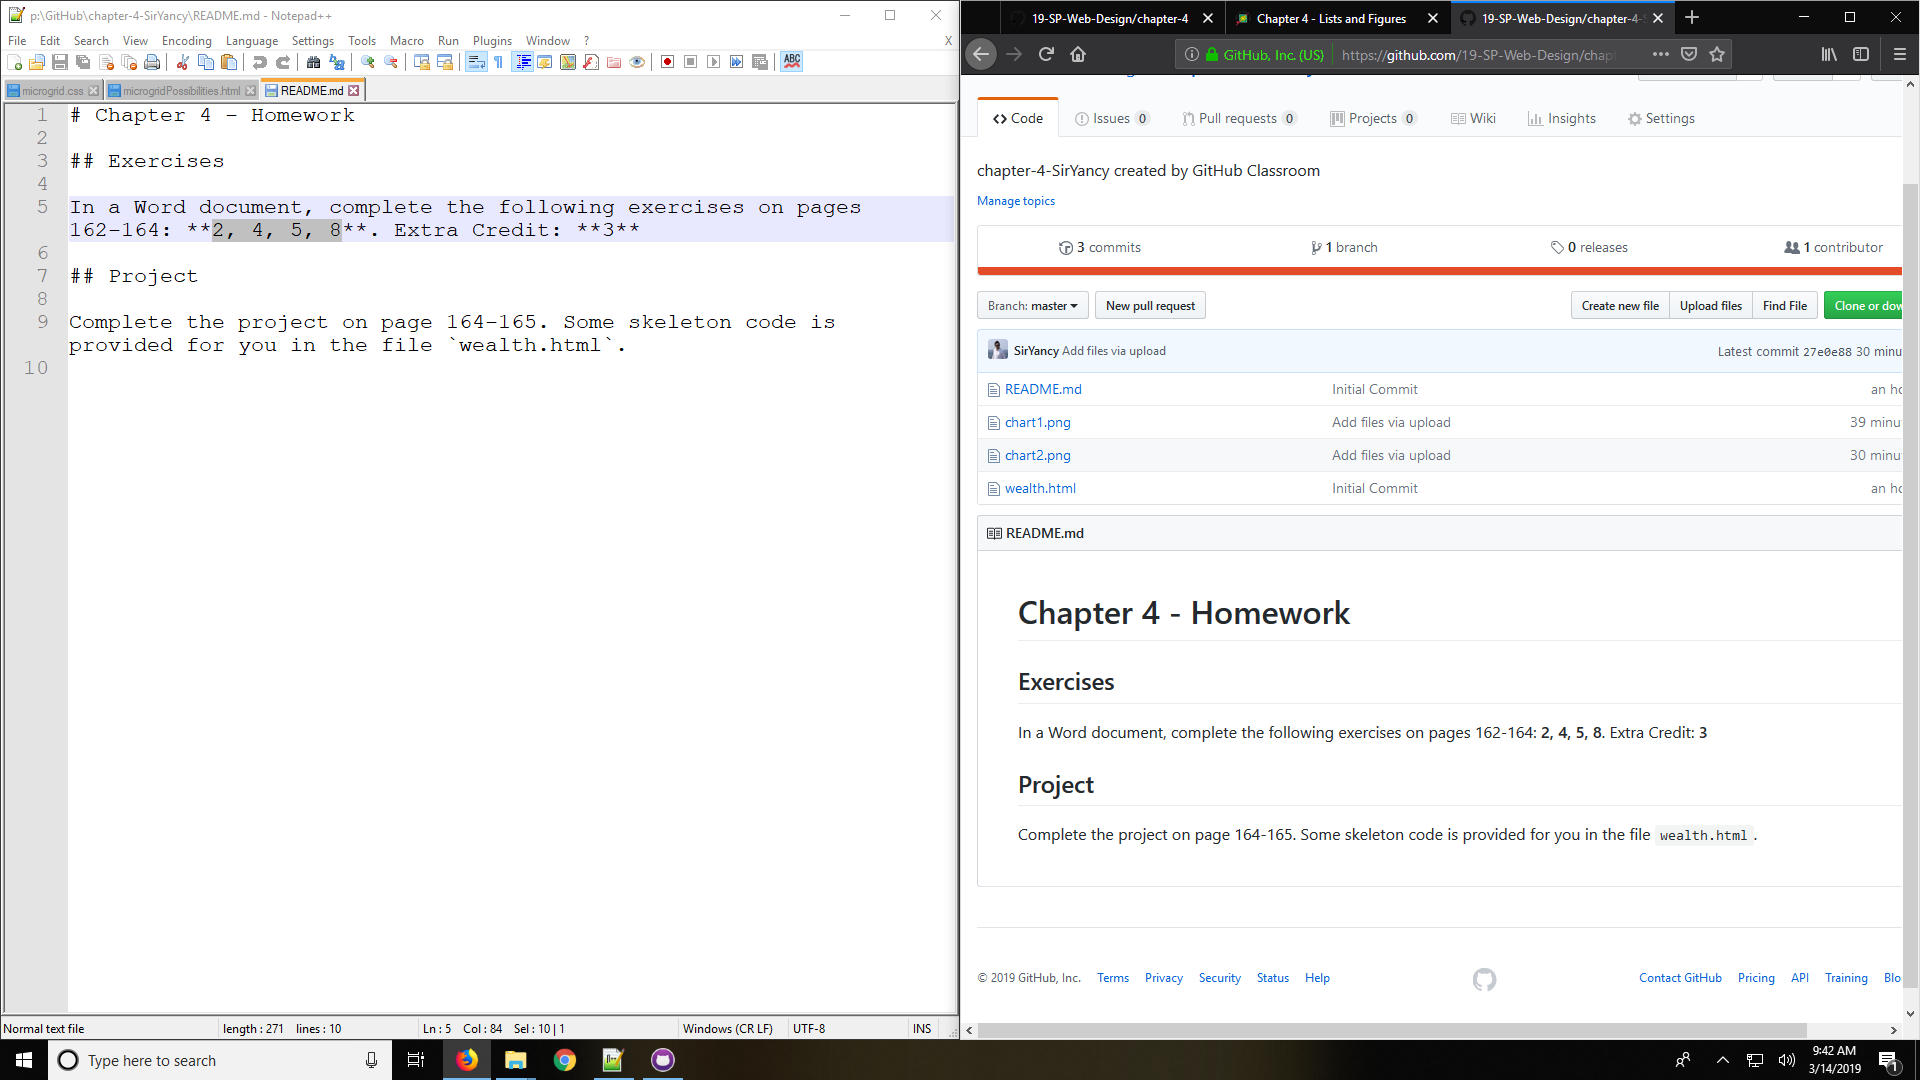 p:\GitHub\chapter-4-SirYancy\README.md - Notepad++
File Edit Search View Encoding Language Settings Tools Macro Run Plugins Window ? X
microgrid.css microgridPossibilities.html README.md
1 # Chapter 4 - Homework
2
3 ## Exercises
4
5 In a Word document, complete the following exercises on pages
162-164: **2, 4, 5, 8**. Extra Credit: **3**
6
7 ## Project
8
9 Complete the project on page 164-165. Some skeleton code is
provided for you in the file `wealth.html`.
10
Normal text file length : 271 lines : 10 Ln : 5 Col : 84 Sel : 10 | 1 Windows (CR LF) UTF-8 INS
19-SP-Web-Design/chapter-4 Chapter 4 - Lists and Figures 19-SP-Web-Design/chapter-4-S
GitHub, Inc. (US) https://github.com/19-SP-Web-Design/chapt
Code Issues 0 Pull requests 0 Projects 0 Wiki Insights Settings
chapter-4-SirYancy created by GitHub Classroom
Manage topics
3 commits 1 branch 0 releases 1 contributor
Branch: master New pull request Create new file Upload files Find File Clone or dow
SirYancy Add files via upload Latest commit 27e0e88 30 minu
README.md Initial Commit an ho
chart1.png Add files via upload 39 minu
chart2.png Add files via upload 30 minu
wealth.html Initial Commit an ho
README.md
Chapter 4 - Homework
Exercises
In a Word document, complete the following exercises on pages 162-164: 2, 4, 5, 8. Extra Credit: 3
Project
Complete the project on page 164-165. Some skeleton code is provided for you in the file wealth.html.
© 2019 GitHub, Inc. Terms Privacy Security Status Help Contact GitHub Pricing API Training Blo
Type here to search
9:42 AM
3/14/2019
1